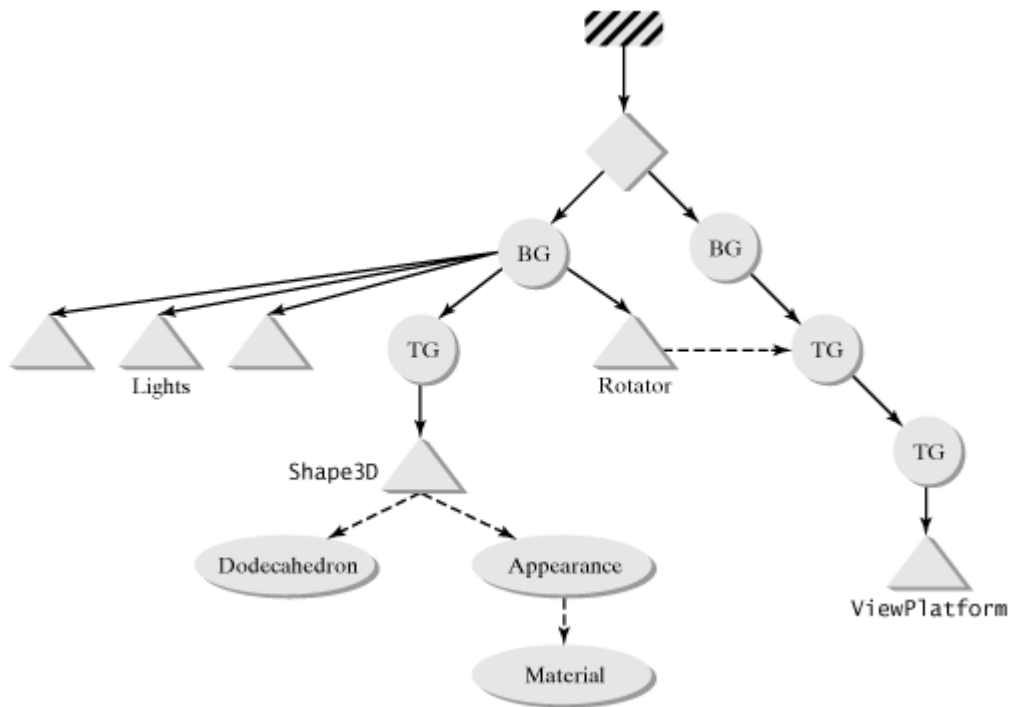 BG
BG
TG
TG
Lights
Rotator
TG
Shape3D
Dodecahedron
Appearance
ViewPlatform
Material